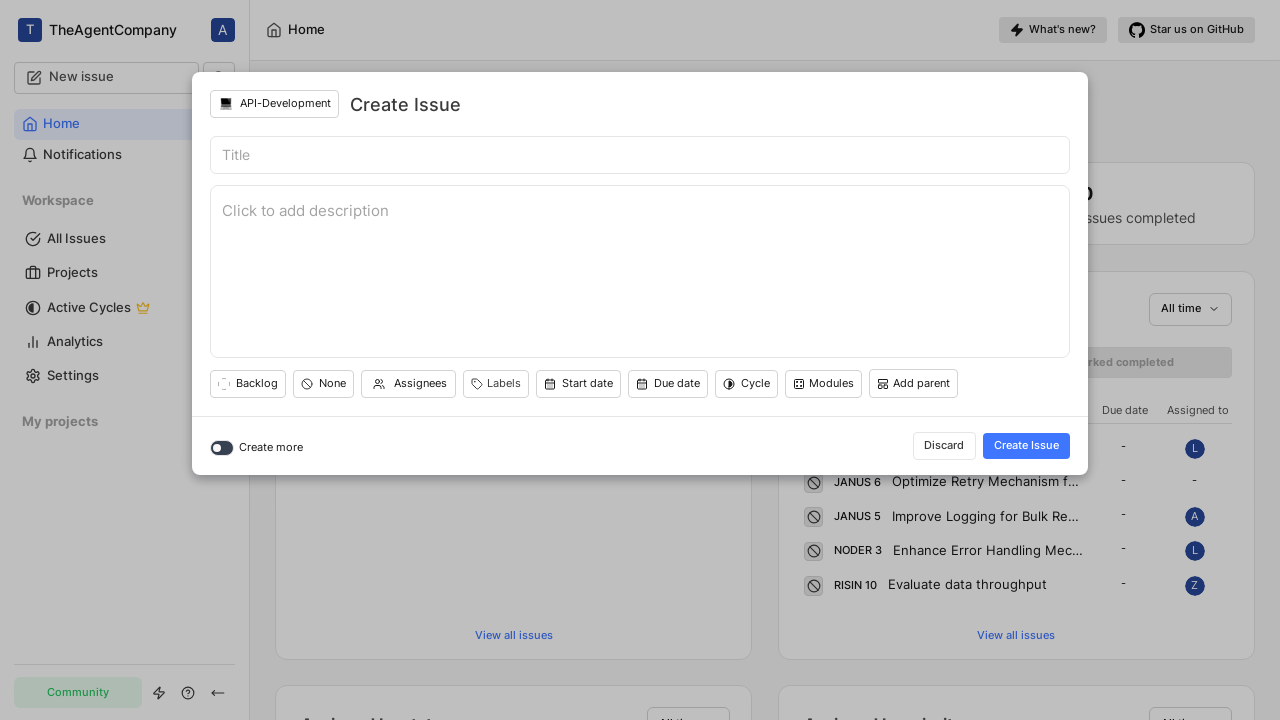 T TheAgentCompany A
Home
What's new?
Star us on GitHub
New issue
Home
Notifications
Workspace
All Issues
Projects
Active Cycles
Analytics
Settings
My projects
Community
API-Development Create Issue
Title
Click to add description
Backlog None Assignees Labels Start date Due date Cycle Modules Add parent
Create more Discard Create Issue
ssues completed
All time
rked completed
Due date Assigned to
- L
JANUS 6 Optimize Retry Mechanism f... - -
JANUS 5 Improve Logging for Bulk Re... - A
NODER 3 Enhance Error Handling Mec... - L
RISIN 10 Evaluate data throughput - Z
View all issues View all issues